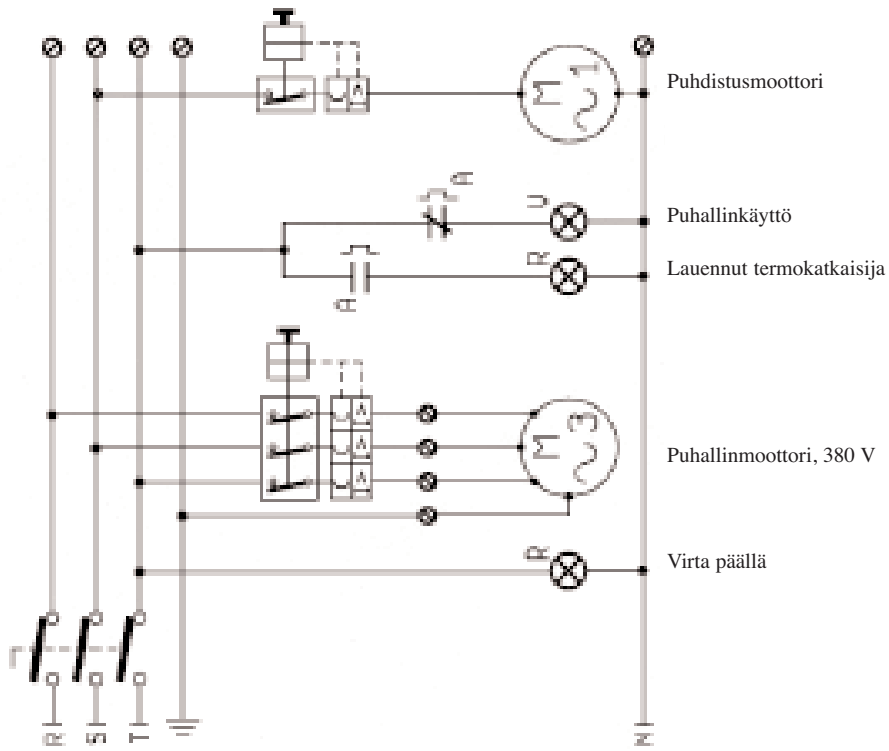 M 1
Puhdistusmoottori
A
U
Puhallinkäyttö
R
Lauennut termokatkaisija
A
M 3
Puhallinmoottori, 380 V
R
Virta päällä
R S T N